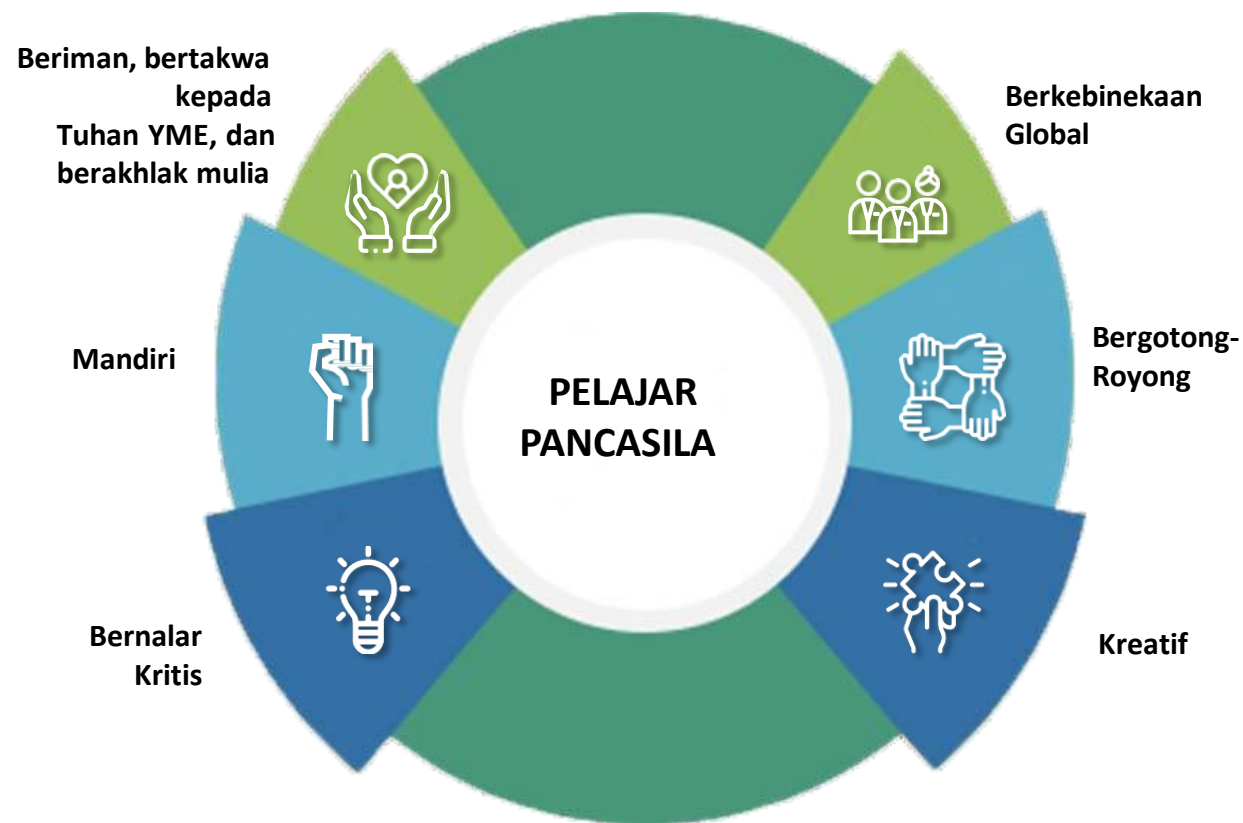 Beriman, bertakwa
kepada
Tuhan YME, dan
berakhlak mulia
Berkebinekaan
Global
Mandiri
PELAJAR
PANCASILA
Bergotong-
Royong
Bernalar
Kritis
Kreatif